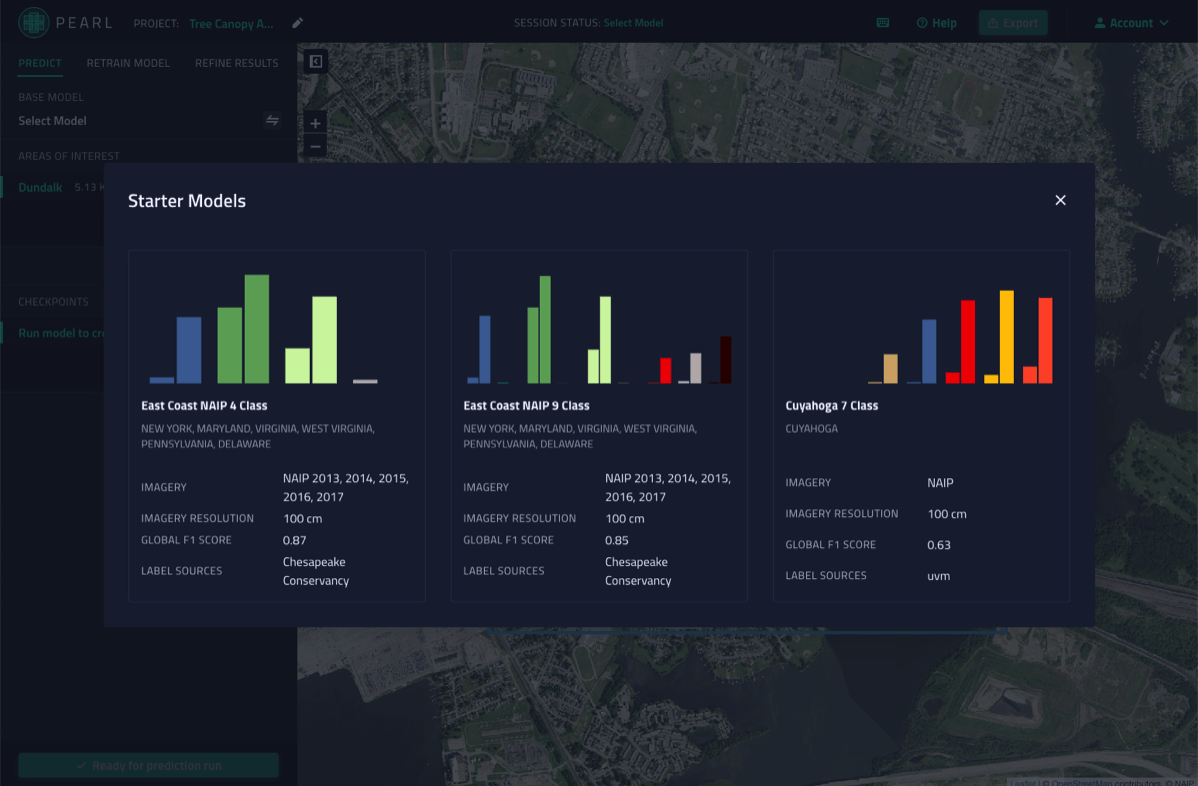 PEARL
PROJECT: Tree Canopy A...
SESSION STATUS: Select Model
Help
Export
Account
PREDICT RETRAIN MODEL REFINE RESULTS
BASE MODEL
Select Model
AREAS OF INTEREST
Dundalk 5.13 K
CHECKPOINTS
Run model to cre
Ready for prediction run
+
−
Starter Models
East Coast NAIP 4 Class
NEW YORK, MARYLAND, VIRGINIA, WEST VIRGINIA,
PENNSYLVANIA, DELAWARE
IMAGERY NAIP 2013, 2014, 2015,
2016, 2017
IMAGERY RESOLUTION 100 cm
GLOBAL F1 SCORE 0.87
LABEL SOURCES Chesapeake
Conservancy
East Coast NAIP 9 Class
NEW YORK, MARYLAND, VIRGINIA, WEST VIRGINIA,
PENNSYLVANIA, DELAWARE
IMAGERY NAIP 2013, 2014, 2015,
2016, 2017
IMAGERY RESOLUTION 100 cm
GLOBAL F1 SCORE 0.85
LABEL SOURCES Chesapeake
Conservancy
Cuyahoga 7 Class
CUYAHOGA
IMAGERY NAIP
IMAGERY RESOLUTION 100 cm
GLOBAL F1 SCORE 0.63
LABEL SOURCES uvm
Leaflet | © OpenStreetMap contributors, © NAIP